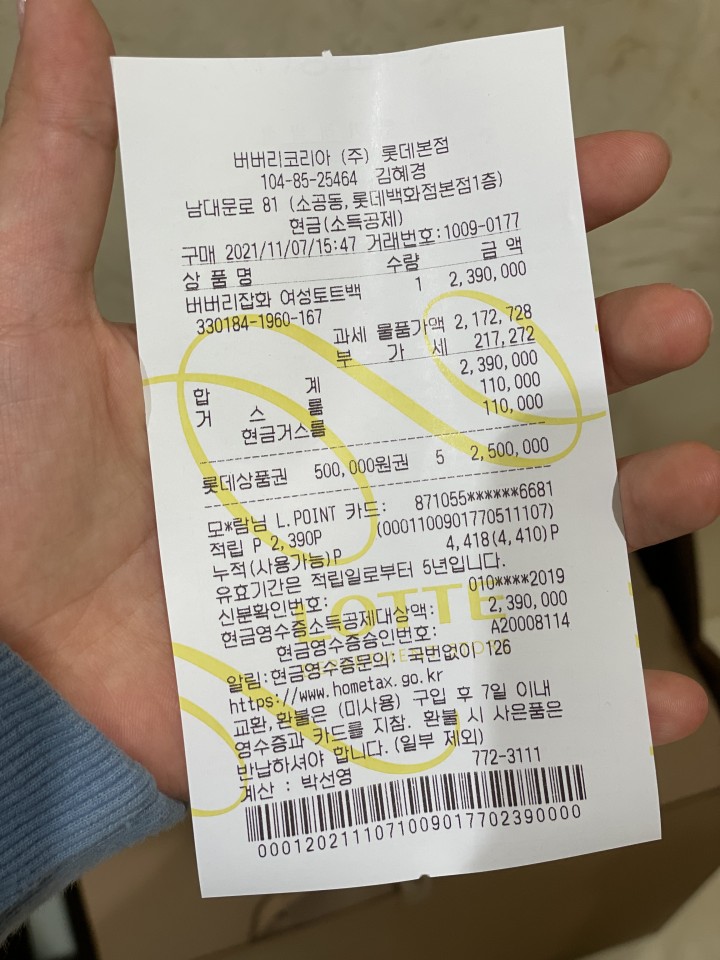 버버리코리아 (주) 롯데본점
104-85-25464 김혜경
남대문로 81 (소공동,롯데백화점본점1층)
현금(소득공제)
구매 2021/11/07/15:47 거래번호:1009-0177
상 품 명 수량 금 액
버버리잡화 여성토트백 1 2,390,000
330184-1960-167
과세 물품가액 2,172,728
부 가 세 217,272
합 계 2,390,000
거 스 름 110,000
현금거스름 110,000
롯데상품권 500,000원권 5 2,500,000
모*람님 L.POINT 카드: 871055******6681
적립 P 2,390P (0001100901770511107)
누적(사용가능)P 4,418(4,410)P
유효기간은 적립일로부터 5년입니다.
신분확인번호: 010****2019
현금영수증소득공제대상액: 2,390,000
현금영수증승인번호: A20008114
알림:현금영수증문의: 국번없이 126
https://www.hometax.go.kr
교환,환불은 (미사용) 구입 후 7일 이내
영수증과 카드를 지참. 환불 시 사은품은
반납하셔야 합니다.(일부 제외)
계산 : 박선영 772-3111
0001202111071009017702390000
LOTTE